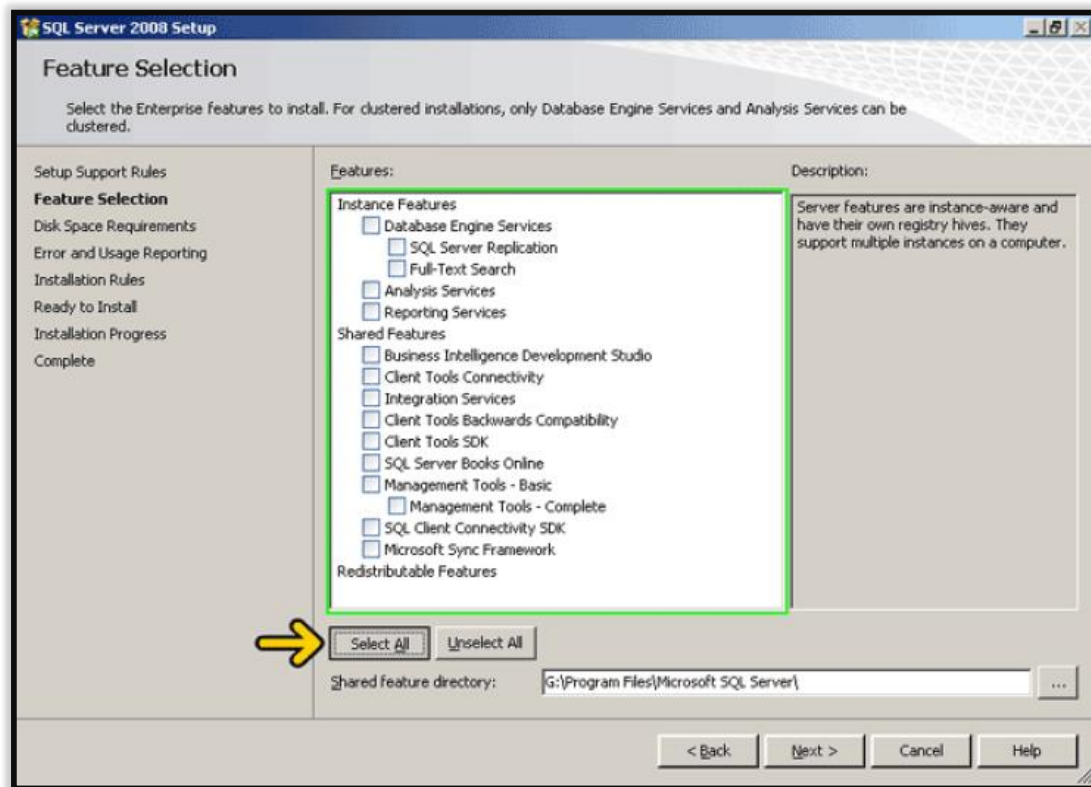 SQL Server 2008 Setup
Feature Selection
Select the Enterprise features to install. For clustered installations, only Database Engine Services and Analysis Services can be
clustered.
Setup Support Rules
Feature Selection
Disk Space Requirements
Error and Usage Reporting
Installation Rules
Ready to Install
Installation Progress
Complete
Features:
Instance Features
Database Engine Services
SQL Server Replication
Full-Text Search
Analysis Services
Reporting Services
Shared Features
Business Intelligence Development Studio
Client Tools Connectivity
Integration Services
Client Tools Backwards Compatibility
Client Tools SDK
SQL Server Books Online
Management Tools - Basic
Management Tools - Complete
SQL Client Connectivity SDK
Microsoft Sync Framework
Redistributable Features
Description:
Server features are instance-aware and
have their own registry hives. They
support multiple instances on a computer.
Select All
Unselect All
Shared feature directory:
G:\Program Files\Microsoft SQL Server\
...
< Back
Next >
Cancel
Help